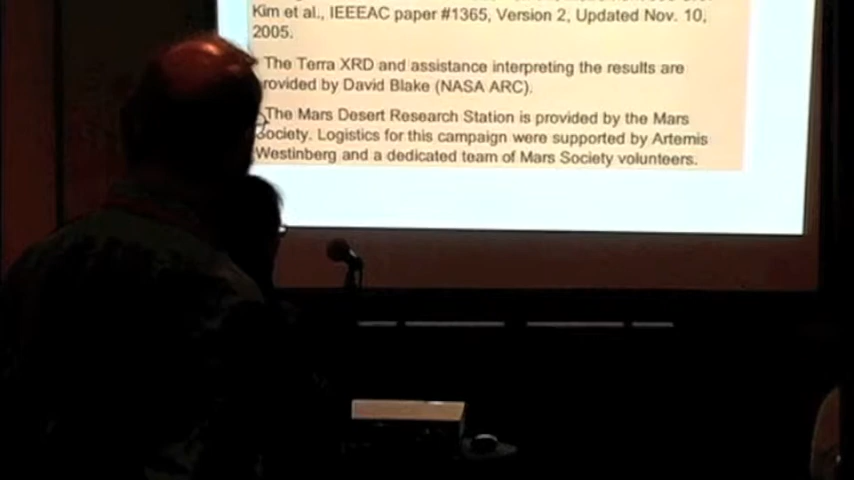 Kim et al., IEEEAC paper #1365, Version 2, Updated Nov. 10,
2005.
The Terra XRD and assistance interpreting the results are
rovided by David Blake (NASA ARC).
The Mars Desert Research Station is provided by the Mars
ociety. Logistics for this campaign were supported by Artemis
Westinberg and a dedicated team of Mars Society volunteers.